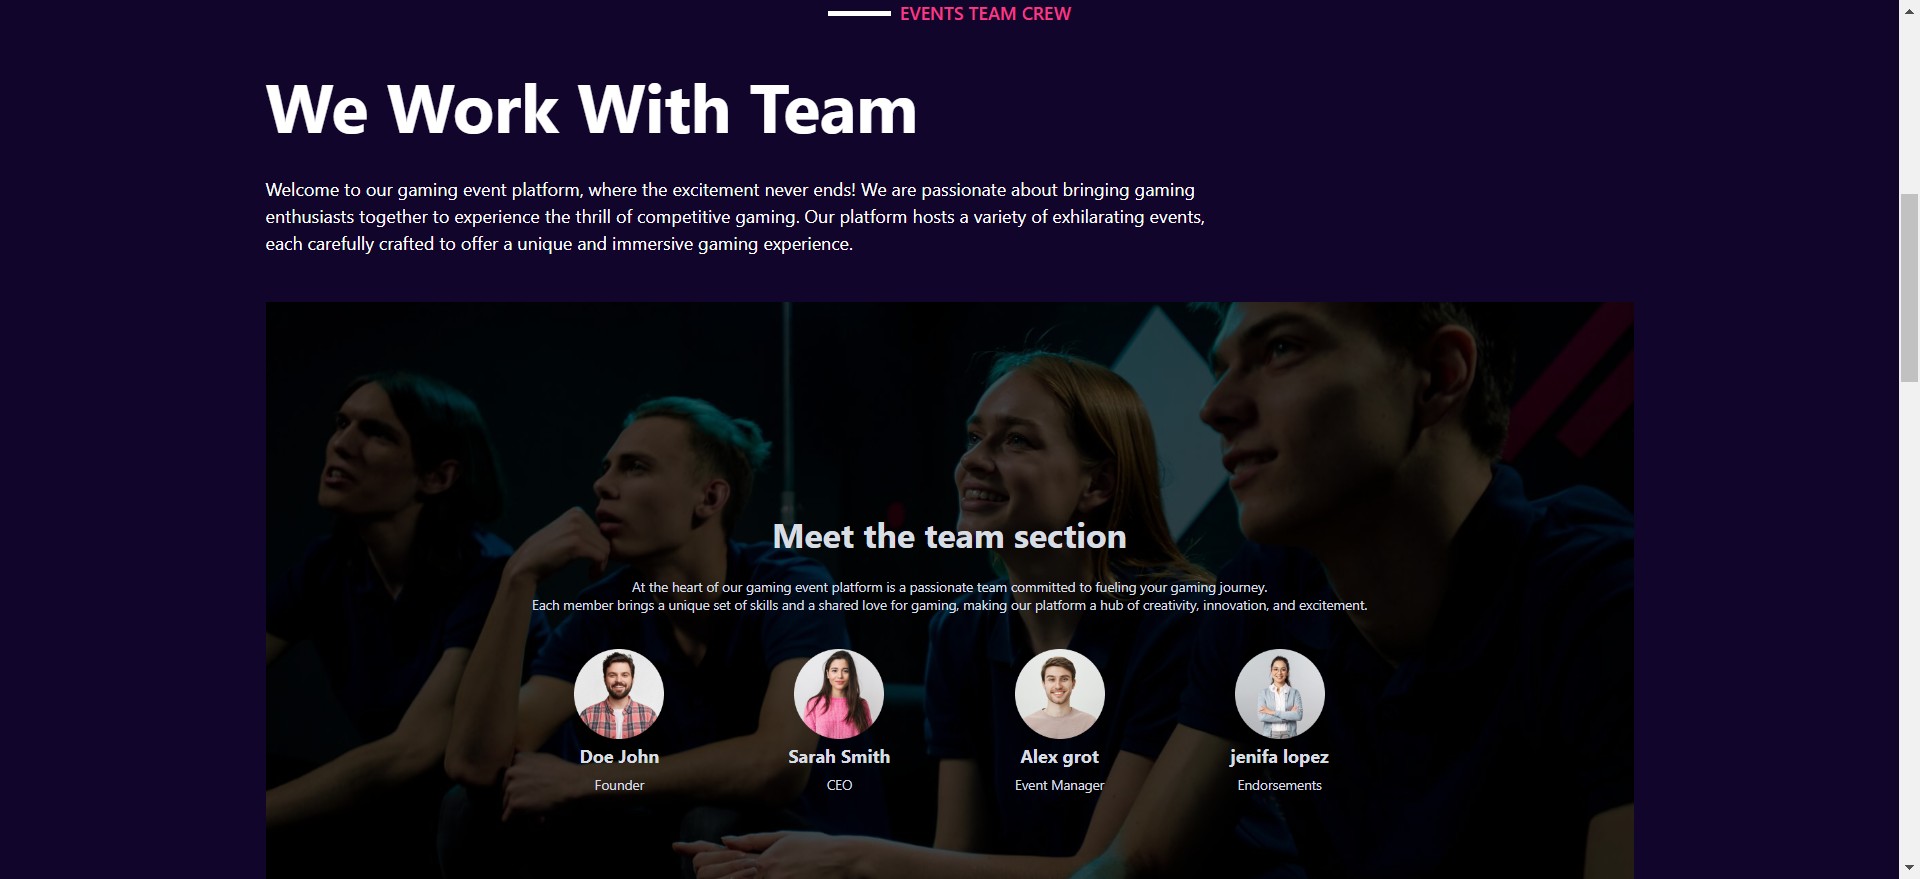 EVENTS TEAM CREW
We Work With Team
Welcome to our gaming event platform, where the excitement never ends! We are passionate about bringing gaming
enthusiasts together to experience the thrill of competitive gaming. Our platform hosts a variety of exhilarating events,
each carefully crafted to offer a unique and immersive gaming experience.
Meet the team section
At the heart of our gaming event platform is a passionate team committed to fueling your gaming journey.
Each member brings a unique set of skills and a shared love for gaming, making our platform a hub of creativity, innovation, and excitement.
Doe John
Founder
Sarah Smith
CEO
Alex grot
Event Manager
jenifa lopez
Endorsements